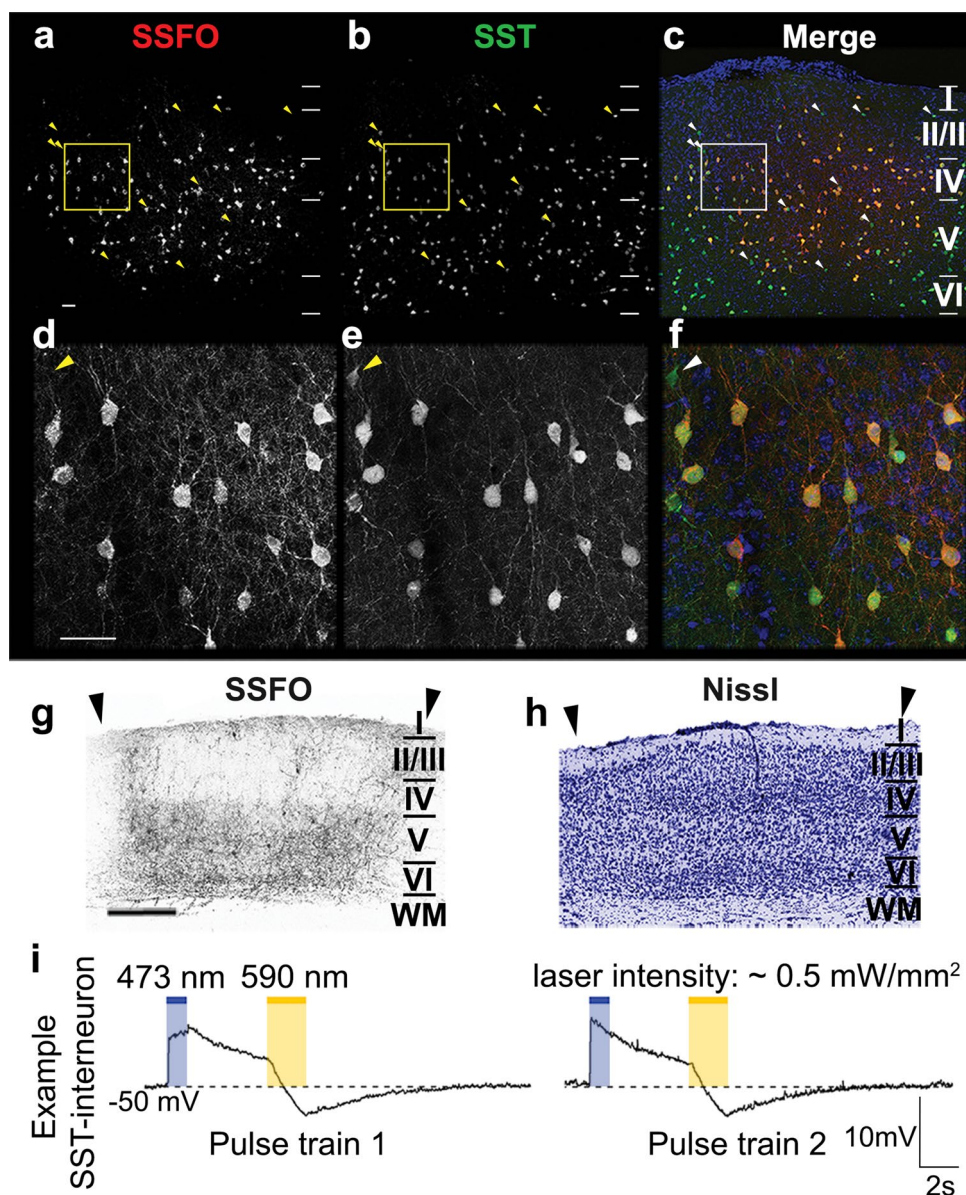 a SSFO b SST c Merge
I
II/II
IV
V
VI
d e f
g SSFO h Nissl
I I
II/III II/III
IV IV
V V
VI VI
WM WM
i
473 nm 590 nm laser intensity: ~ 0.5 mW/mm²
Example
SST-interneuron
-50 mV
Pulse train 1 Pulse train 2
10mV
2s